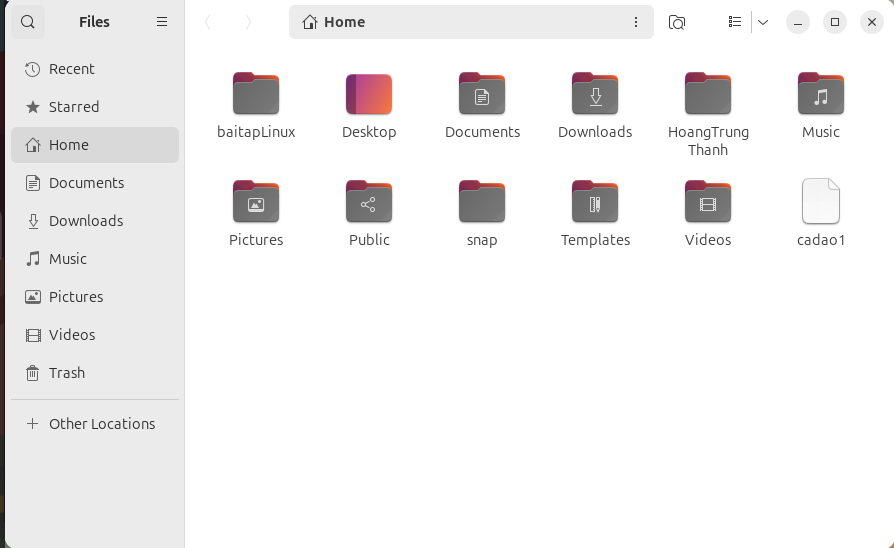 Files
Home
Recent
Starred
Home
Documents
Downloads
Music
Pictures
Videos
Trash
Other Locations
baitapLinux
Desktop
Documents
Downloads
HoangTrung
Thanh
Music
Pictures
Public
snap
Templates
Videos
cadao1